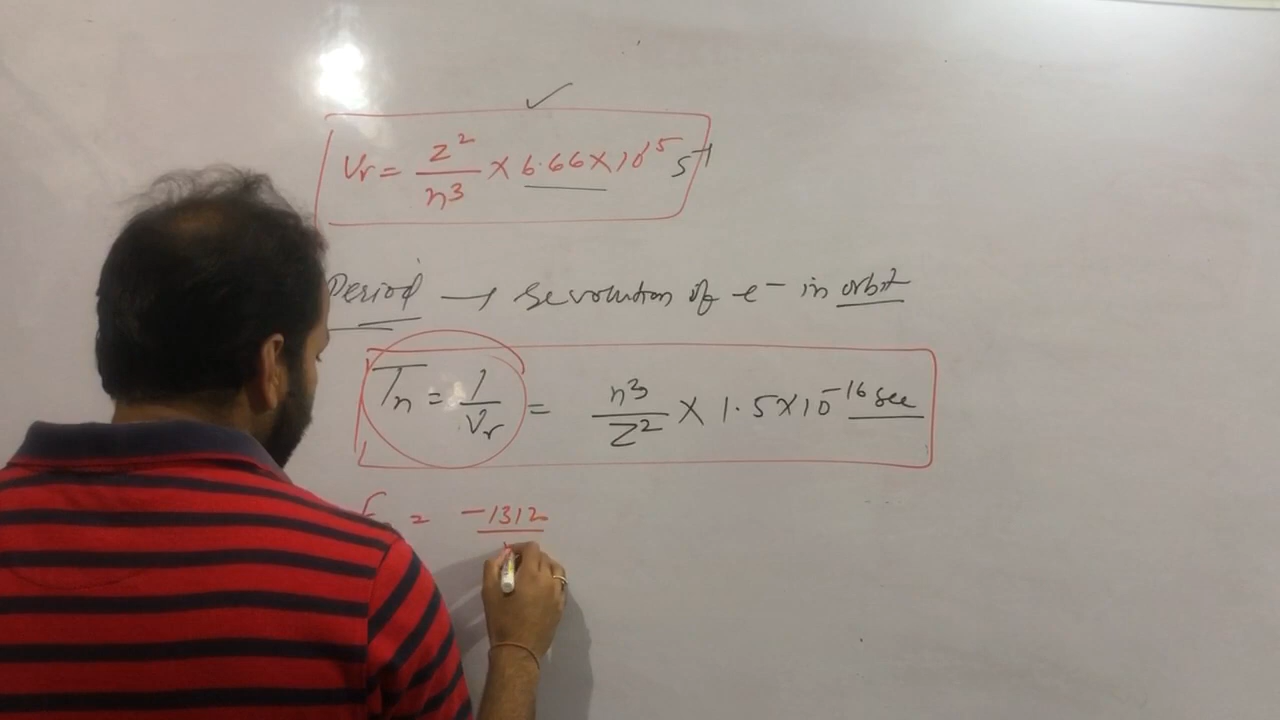 Vr = Z²/n³ × 6.66 × 10¹⁵ s⁻¹
Period → Revolution of e⁻ in orbit
Tn = 1/Vr = n³/Z² × 1.5 × 10⁻¹⁶ sec
= -1312